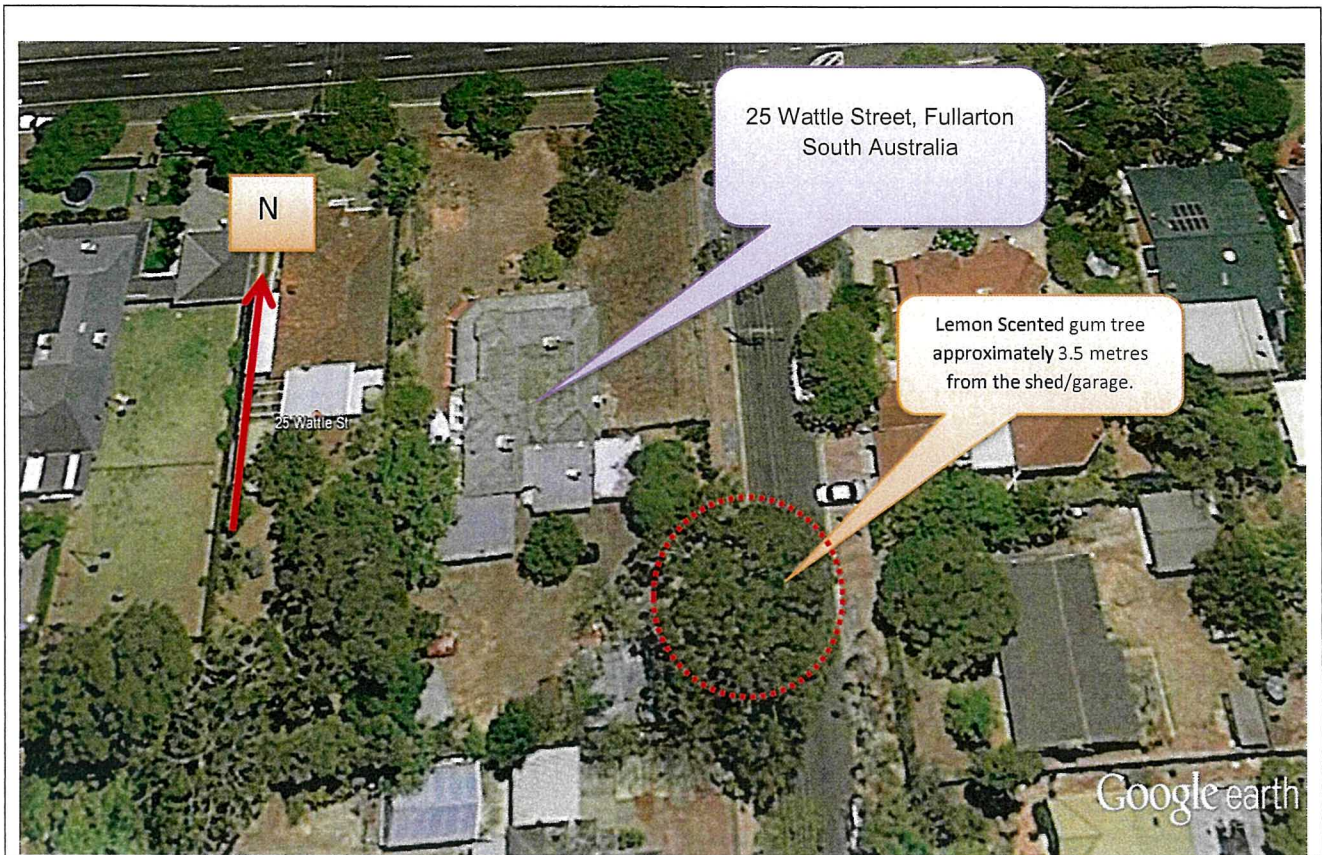 25 Wattle Street, Fullarton
South Australia
N
Lemon Scented gum tree
approximately 3.5 metres
from the shed/garage.
25 Wattle St
Google earth